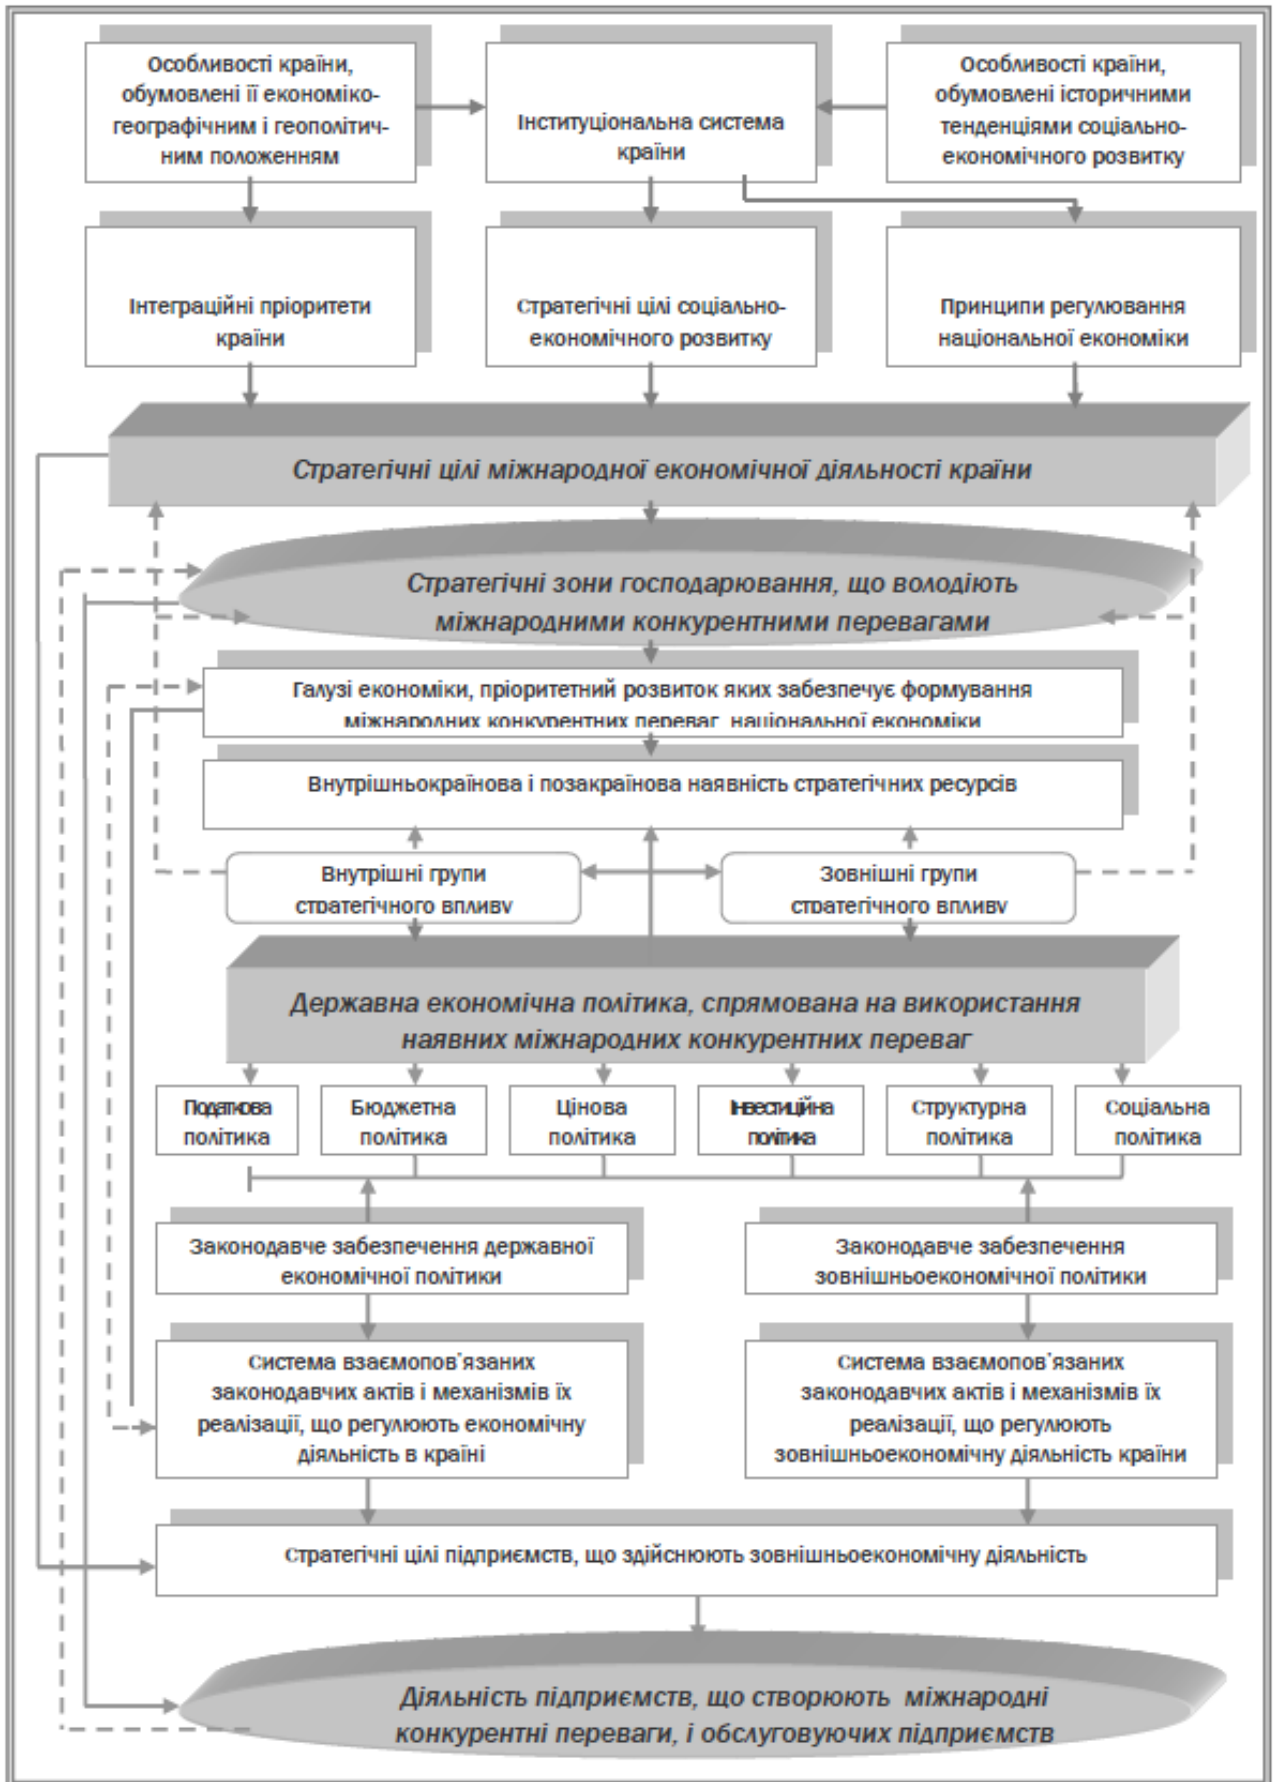 Особливості країни,
обумовлені її економіко-
географічним і геополітич-
ним положенням
Інституціональна система
країни
Особливості країни,
обумовлені історичними
тенденціями соціально-
економічного розвитку
Інтеграційні пріоритети
країни
Стратегічні цілі соціально-
економічного розвитку
Принципи регулювання
національної економіки
Стратегічні цілі міжнародної економічної діяльності країни
Стратегічні зони господарювання, що володіють
міжнародними конкурентними перевагами
Галузі економіки, пріоритетний розвиток яких забезпечує формування
міжнародних конкурентних переваг національної економіки
Внутрішньокраїнова і позакраїнова наявність стратегічних ресурсів
Внутрішні групи
стратегічного впливу
Зовнішні групи
стратегічного впливу
Державна економічна політика, спрямована на використання
наявних міжнародних конкурентних переваг
Податкова
політика
Бюджетна
політика
Цінова
політика
Інвестиційна
політика
Структурна
політика
Соціальна
політика
Законодавче забезпечення державної
економічної політики
Законодавче забезпечення
зовнішньоекономічної політики
Система взаємопов'язаних
законодавчих актів і механізмів їх
реалізації, що регулюють економічну
діяльність в країні
Система взаємопов'язаних
законодавчих актів і механізмів їх
реалізації, що регулюють
зовнішньоекономічну діяльність країни
Стратегічні цілі підприємств, що здійснюють зовнішньоекономічну діяльність
Діяльність підприємств, що створюють міжнародні
конкурентні переваги, і обслуговуючих підприємств